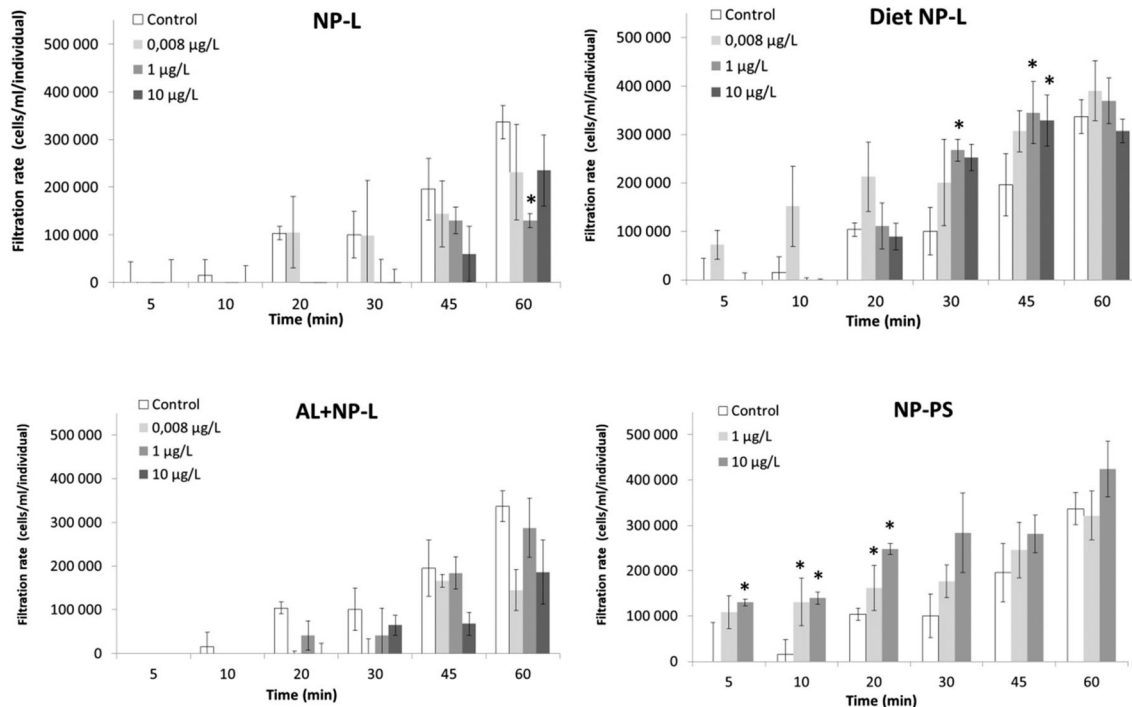 NP-L
Control
0,008 µg/L
1 µg/L
10 µg/L
Filtration rate (cells/ml/individual)
500 000
400 000
300 000
200 000
100 000
0
*
5 10 20 30 45 60
Time (min)
Diet NP-L
Control
0,008 µg/L
1 µg/L
10 µg/L
Filtration rate (cells/ml/individual)
500 000
400 000
300 000
200 000
100 000
0
* * *
5 10 20 30 45 60
Time (min)
AL+NP-L
Control
0,008 µg/L
1 µg/L
10 µg/L
Filtration rate (cells/ml/individual)
500 000
400 000
300 000
200 000
100 000
0
5 10 20 30 45 60
Time (min)
NP-PS
Control
1 µg/L
10 µg/L
Filtration rate (cells/ml/individual)
500 000
400 000
300 000
200 000
100 000
0
* * * * *
5 10 20 30 45 60
Time (min)